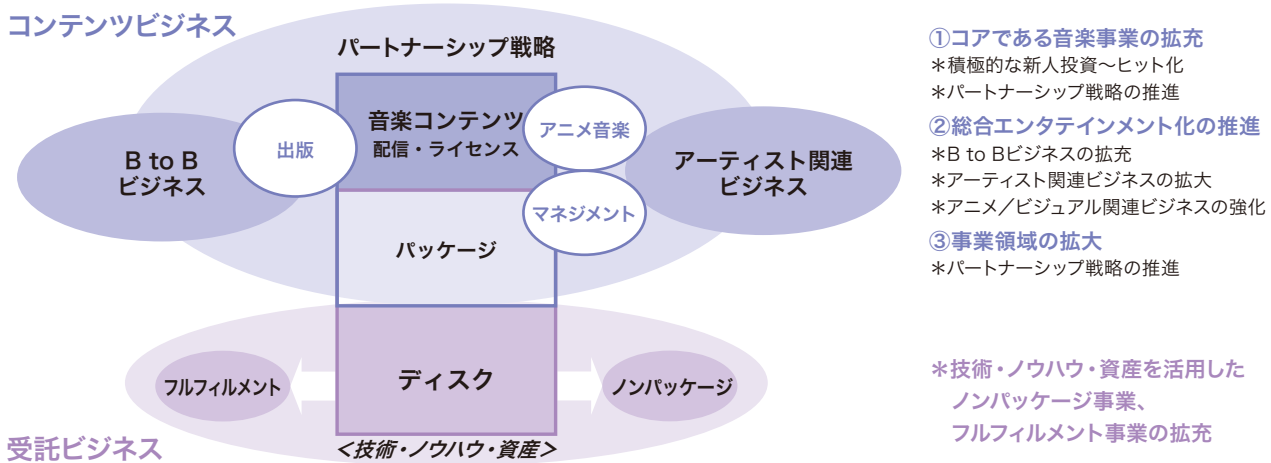 コンテンツビジネス
パートナーシップ戦略
音楽コンテンツ
配信・ライセンス
出版
アニメ音楽
B to B
ビジネス
アーティスト関連
ビジネス
マネジメント
パッケージ
ディスク
フルフィルメント
ノンパッケージ
＜技術・ノウハウ・資産＞
受託ビジネス
①コアである音楽事業の拡充
＊積極的な新人投資～ヒット化
＊パートナーシップ戦略の推進
②総合エンタテインメント化の推進
＊B to Bビジネスの拡充
＊アーティスト関連ビジネスの拡大
＊アニメ／ビジュアル関連ビジネスの強化
③事業領域の拡大
＊パートナーシップ戦略の推進
＊技術・ノウハウ・資産を活用した
ノンパッケージ事業、
フルフィルメント事業の拡充